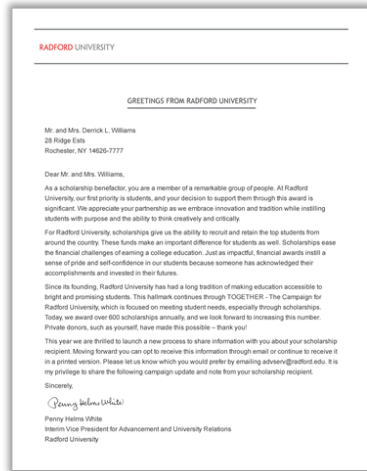 RADFORD UNIVERSITY
GREETINGS FROM RADFORD UNIVERSITY
Mr. and Mrs. Derrick L. Williams
28 Ridge Ests
Rochester, NY 14626-7777
Dear Mr. and Mrs. Williams,
As a scholarship benefactor, you are a member of a remarkable group of people. At Radford
University, our first priority is students, and your decision to support them through this award is
significant. We appreciate your partnership as we embrace innovation and tradition while instilling
students with purpose and the ability to think creatively and critically.
For Radford University, scholarships give us the ability to recruit and retain the top students from
around the country. These funds make an important difference for students as well. Scholarships ease
the financial challenges of earning a college education. Just as impactful, financial awards instill a
sense of pride and self-confidence in our students because someone has acknowledged their
accomplishments and invested in their futures.
Since its founding, Radford University has had a long tradition of making education accessible to
bright and promising students. This hallmark continues through TOGETHER - The Campaign for
Radford University, which is focused on meeting student needs, especially through scholarships.
Today, we award over 600 scholarships annually, and we look forward to increasing this number.
Private donors, such as yourself, have made this possible – thank you!
This year we are thrilled to launch a new process to share information with you about your scholarship
recipient. Moving forward you can opt to receive this information through email or continue to receive it
in a printed version. Please let us know which you would prefer by emailing advserv@radford.edu. It is
my privilege to share the following campaign update and note from your scholarship recipient.
Sincerely,
Penny Helms White
Penny Helms White
Interim Vice President for Advancement and University Relations
Radford University